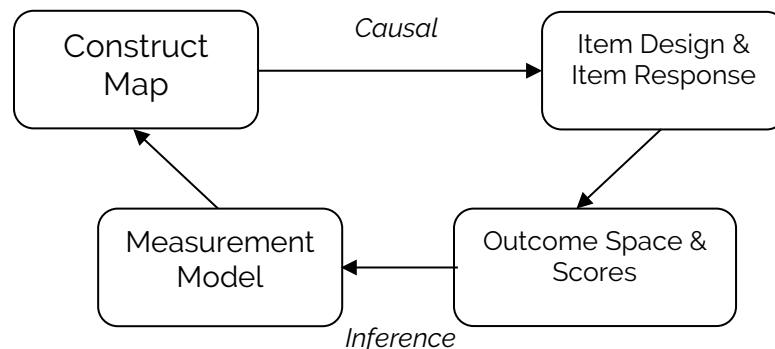 Construct
Map
Causal
Item Design &
Item Response
Measurement
Model
Outcome Space &
Scores
Inference